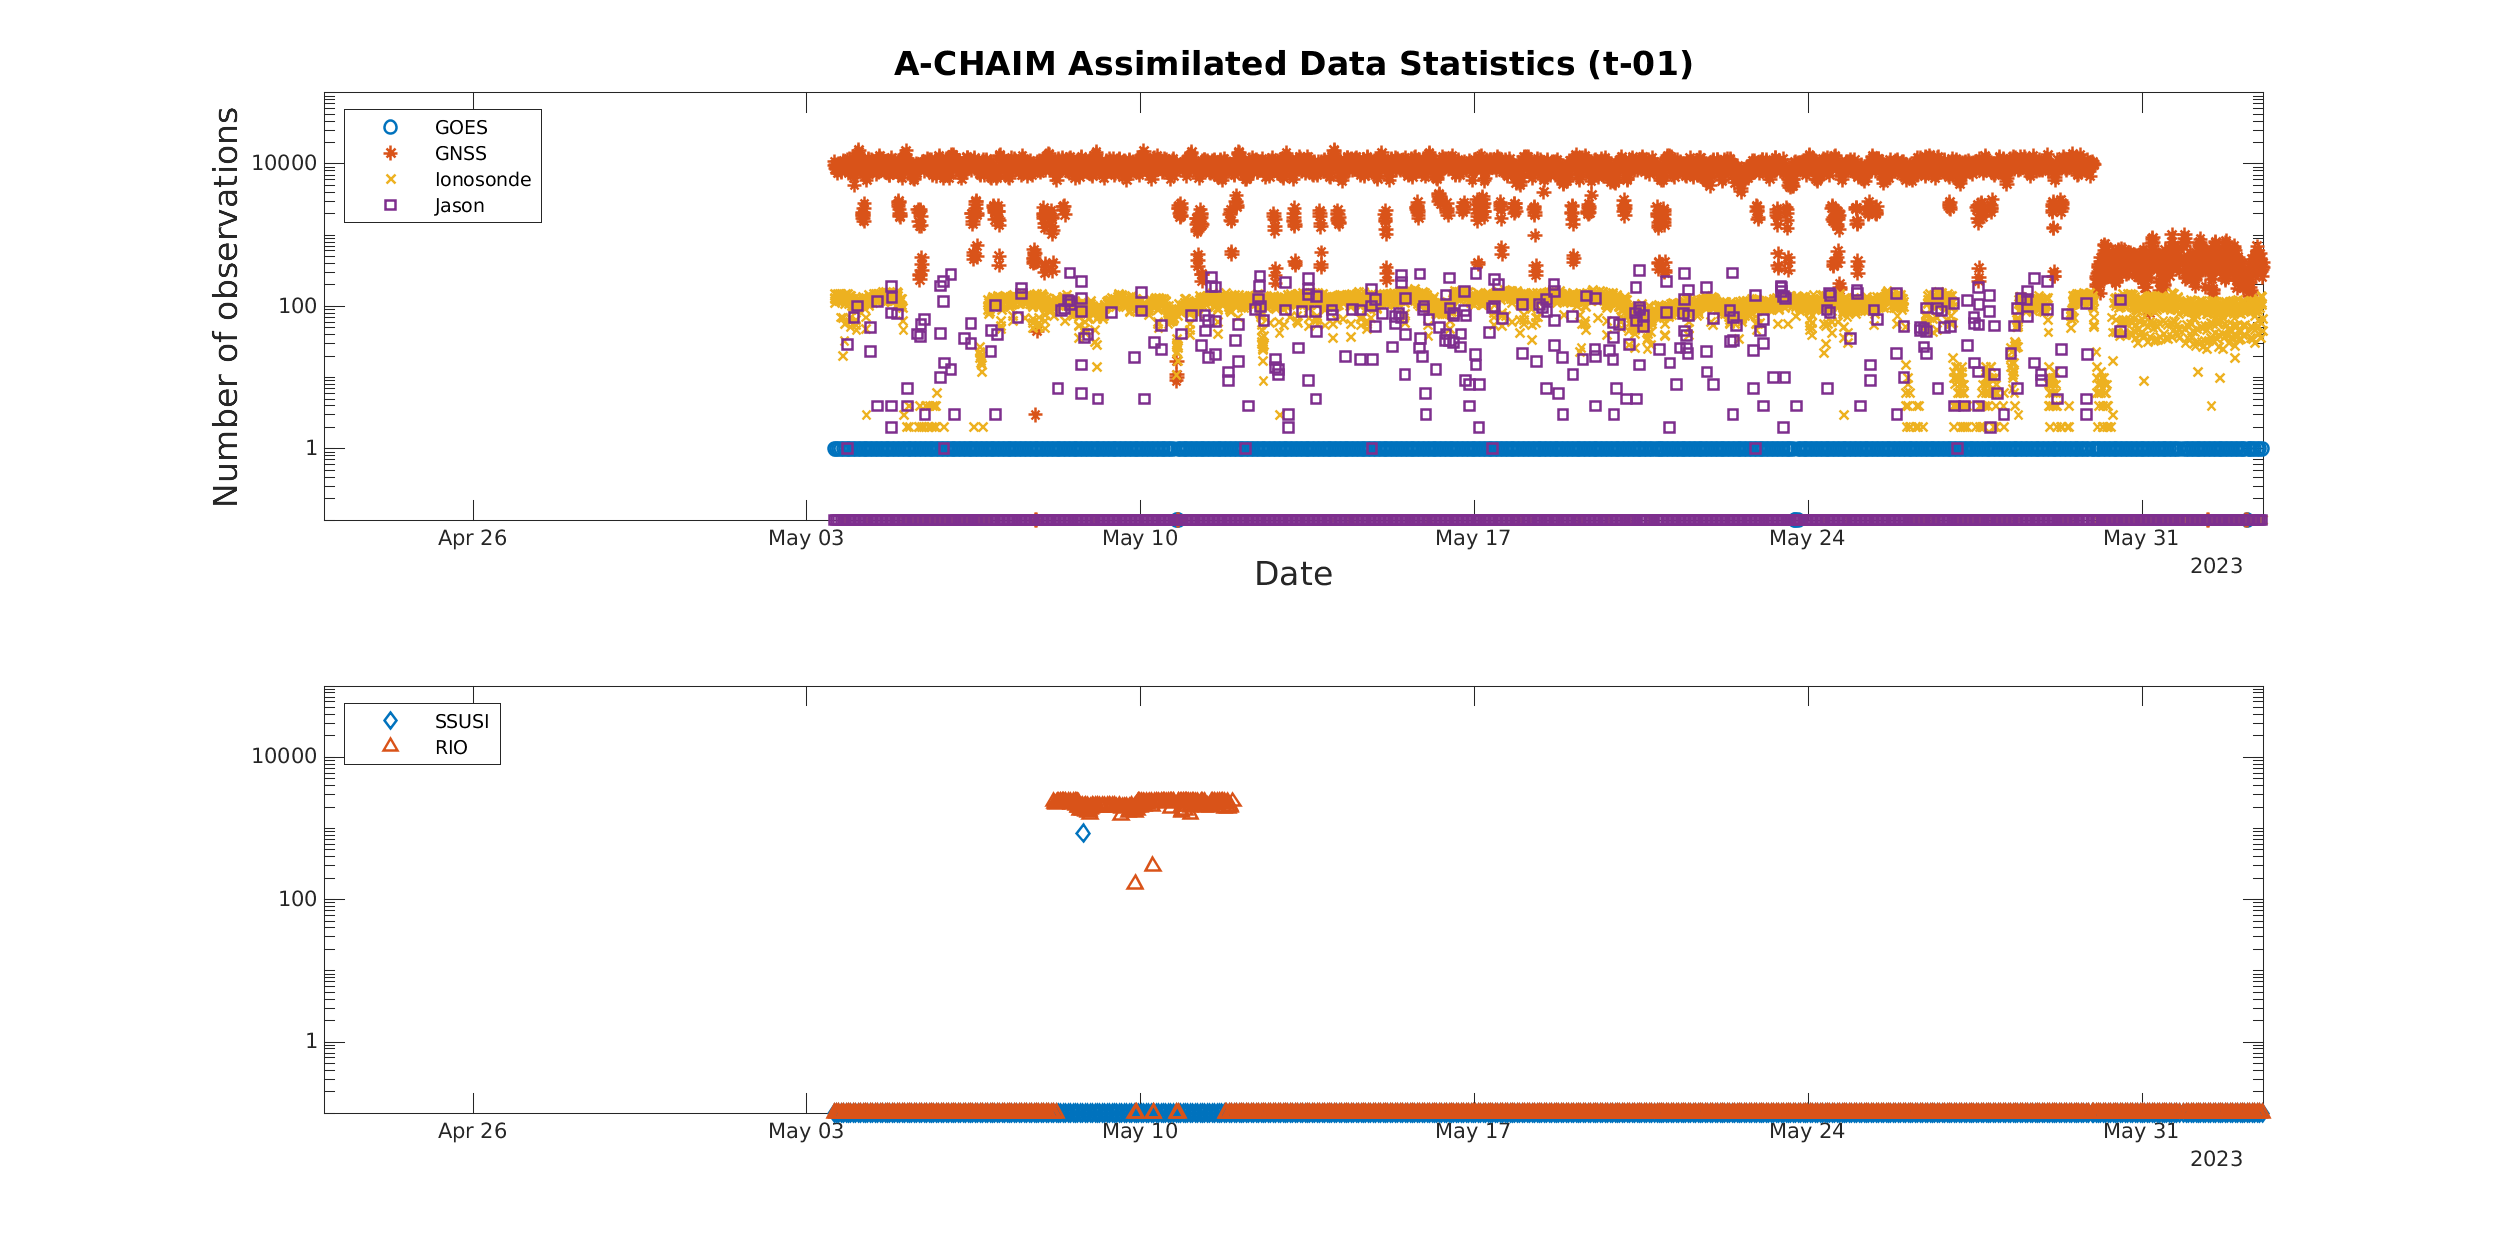 A-CHAIM Assimilated Data Statistics (t-01)
Number of observations
GOES
GNSS
Ionosonde
Jason
10000
100
1
Apr 26 May 03 May 10 May 17 May 24 May 31
2023
Date
SSUSI
RIO
10000
100
1
Apr 26 May 03 May 10 May 17 May 24 May 31
2023